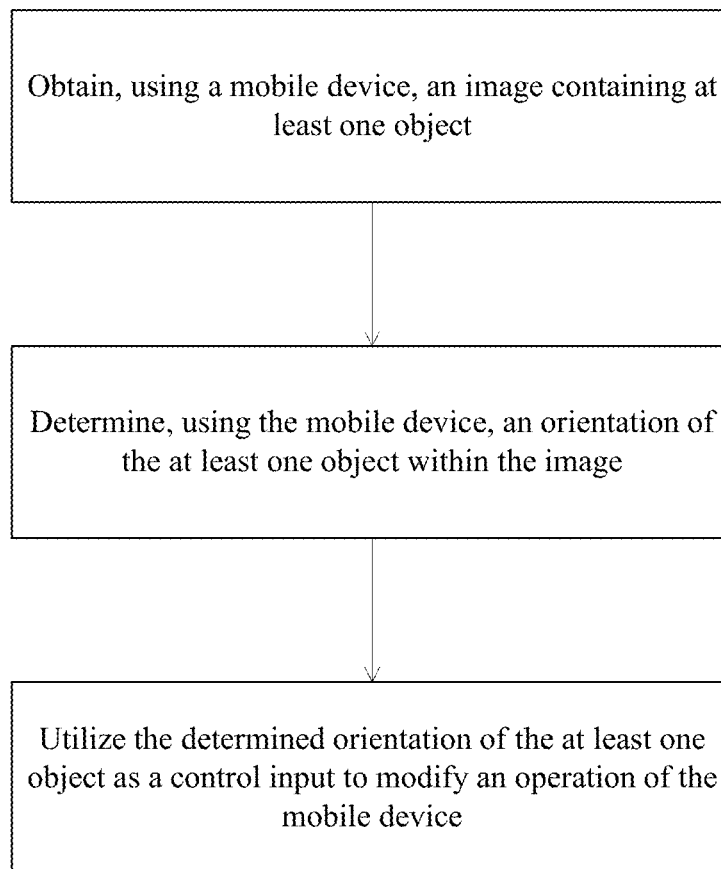 Obtain, using a mobile device, an image containing at
least one object
Determine, using the mobile device, an orientation of
the at least one object within the image
Utilize the determined orientation of the at least one
object as a control input to modify an operation of the
mobile device